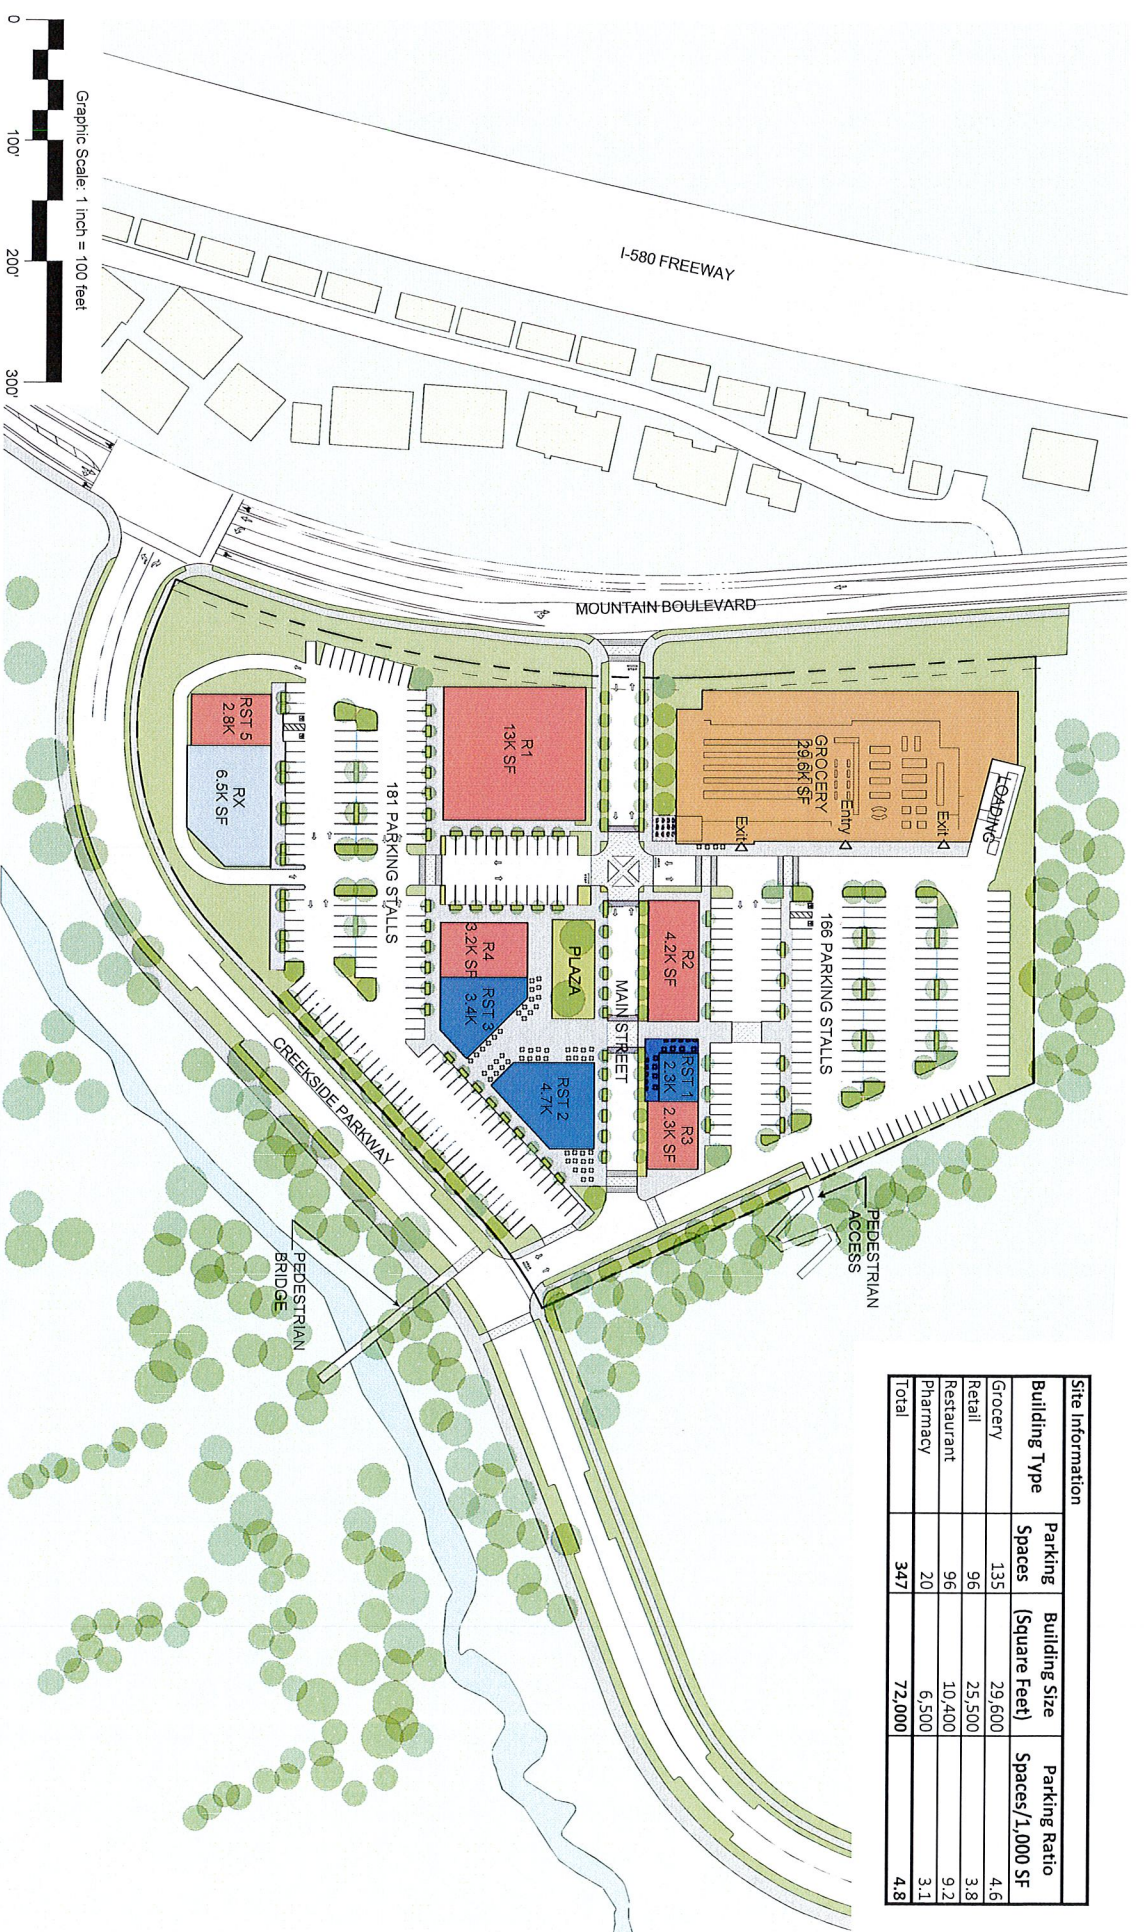 Site Information
Building Type	Parking Spaces	Building Size (Square Feet)	Parking Ratio Spaces/1,000 SF
Grocery	135	29,600	4.6
Retail	96	25,500	3.8
Restaurant	96	10,400	9.2
Pharmacy	20	6,500	3.1
Total	347	72,000	4.8
I-580 FREEWAY
MOUNTAIN BOULEVARD
LOADING
GROCERY
29.6K SF
Exit
Entry
Exit
166 PARKING STALLS
PEDESTRIAN
ACCESS
R1
13K SF
R2
4.2K SF
RST 1
2.3K
R3
2.3K SF
MAIN STREET
PLAZA
RST 2
4.7K
R4
3.2K SF
RST 3
3.4K
181 PARKING STALLS
RST 5
2.8K
RX
6.5K SF
CREEKSIDE PARKWAY
PEDESTRIAN
BRIDGE
Graphic Scale: 1 inch = 100 feet
0	100'	200'	300'